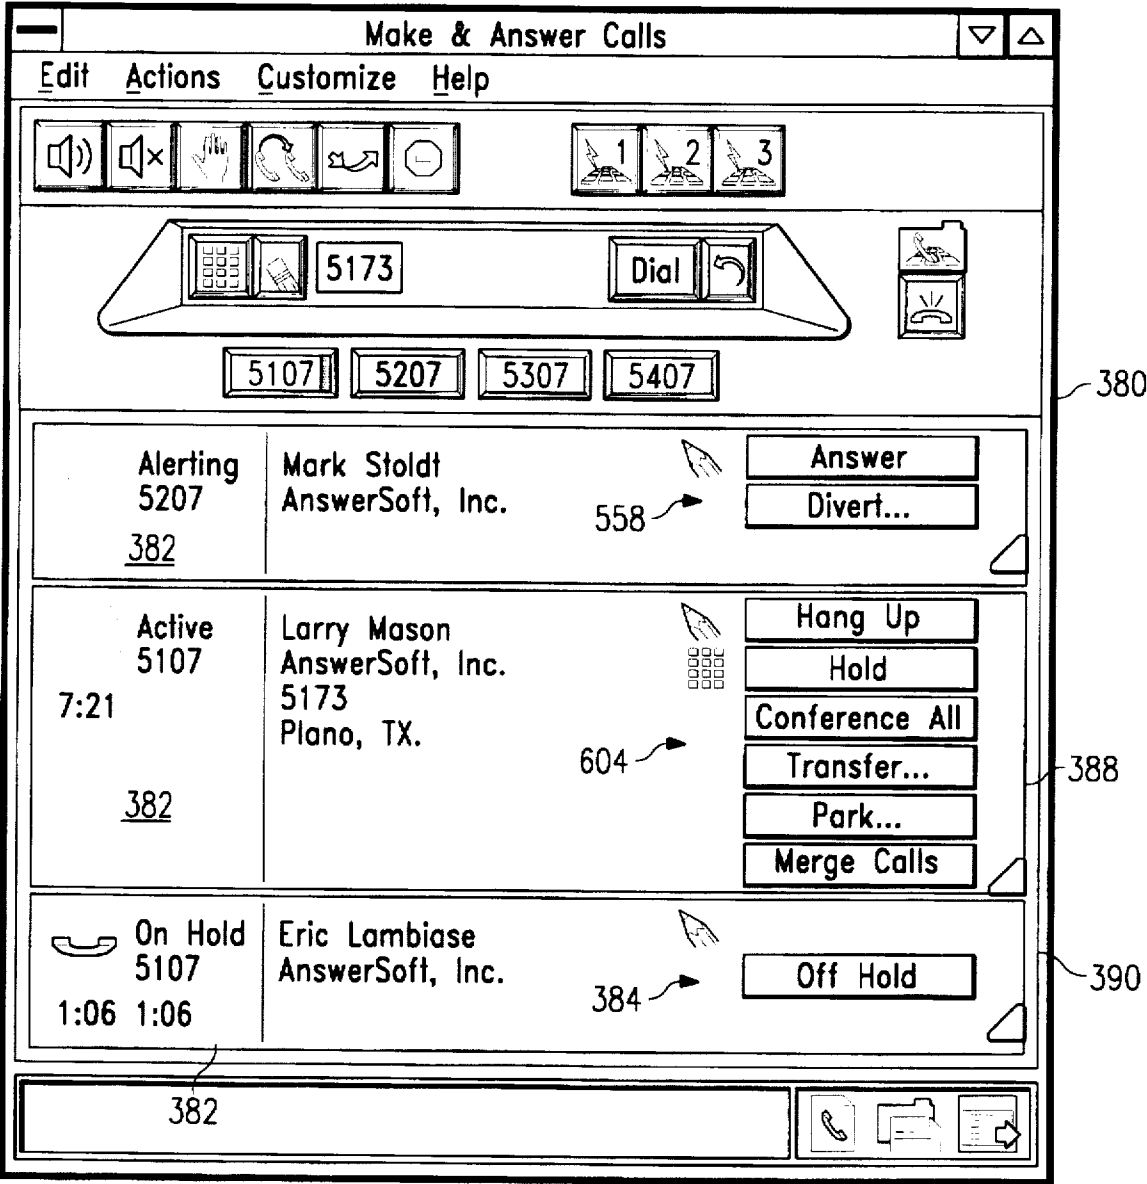 Make & Answer Calls
Edit Actions Customize Help
1 2 3
5173 Dial
5107 5207 5307 5407
380
Alerting
5207
382
Mark Stoldt
AnswerSoft, Inc.
558
Answer
Divert...
Active
5107
7:21
382
Larry Mason
AnswerSoft, Inc.
5173
Plano, TX.
604
Hang Up
Hold
Conference All
Transfer...
Park...
Merge Calls
388
On Hold
5107
1:06 1:06
Eric Lambiase
AnswerSoft, Inc.
384
Off Hold
390
382